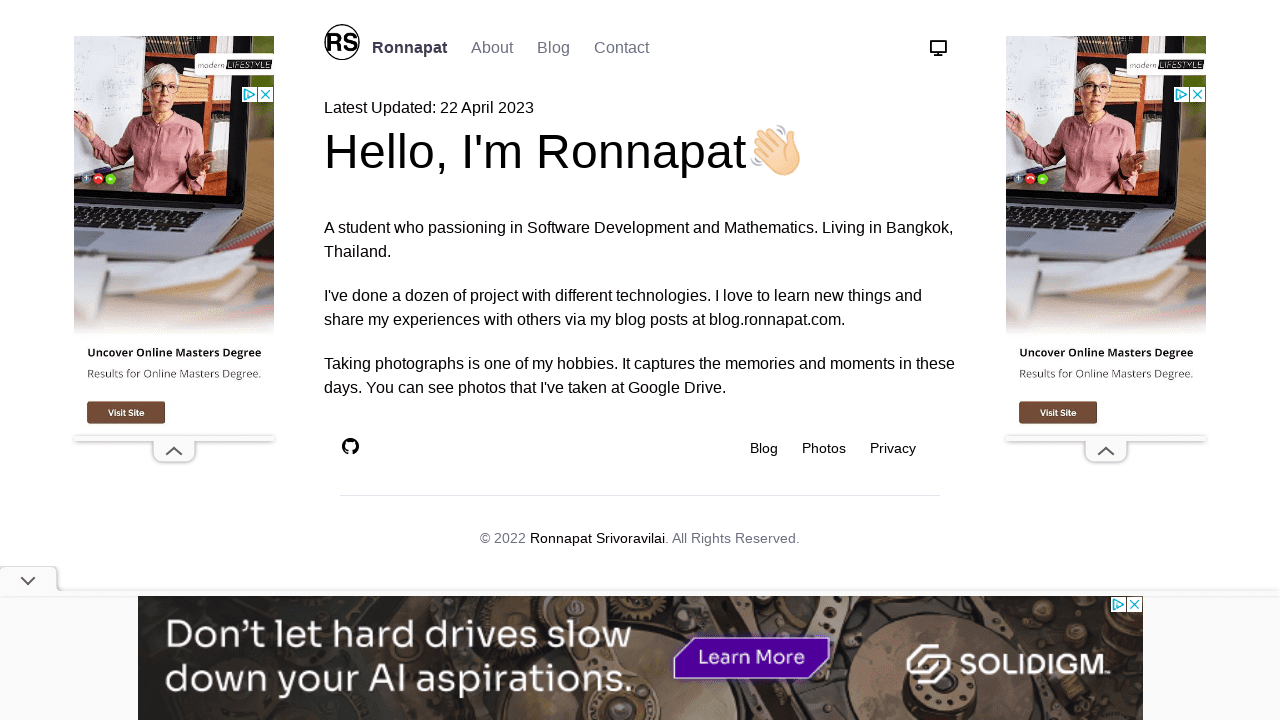 RS
Ronnapat About Blog Contact
Latest Updated: 22 April 2023
Hello, I'm Ronnapat
A student who passioning in Software Development and Mathematics. Living in Bangkok,
Thailand.
I've done a dozen of project with different technologies. I love to learn new things and
share my experiences with others via my blog posts at blog.ronnapat.com.
Taking photographs is one of my hobbies. It captures the memories and moments in these
days. You can see photos that I've taken at Google Drive.
Blog Photos Privacy
© 2022 Ronnapat Srivoravilai. All Rights Reserved.
modern LIFESTYLE
Uncover Online Masters Degree
Results for Online Masters Degree.
Visit Site
modern LIFESTYLE
Uncover Online Masters Degree
Results for Online Masters Degree.
Visit Site
Don't let hard drives slow
down your AI aspirations.
Learn More
SOLIDIGM